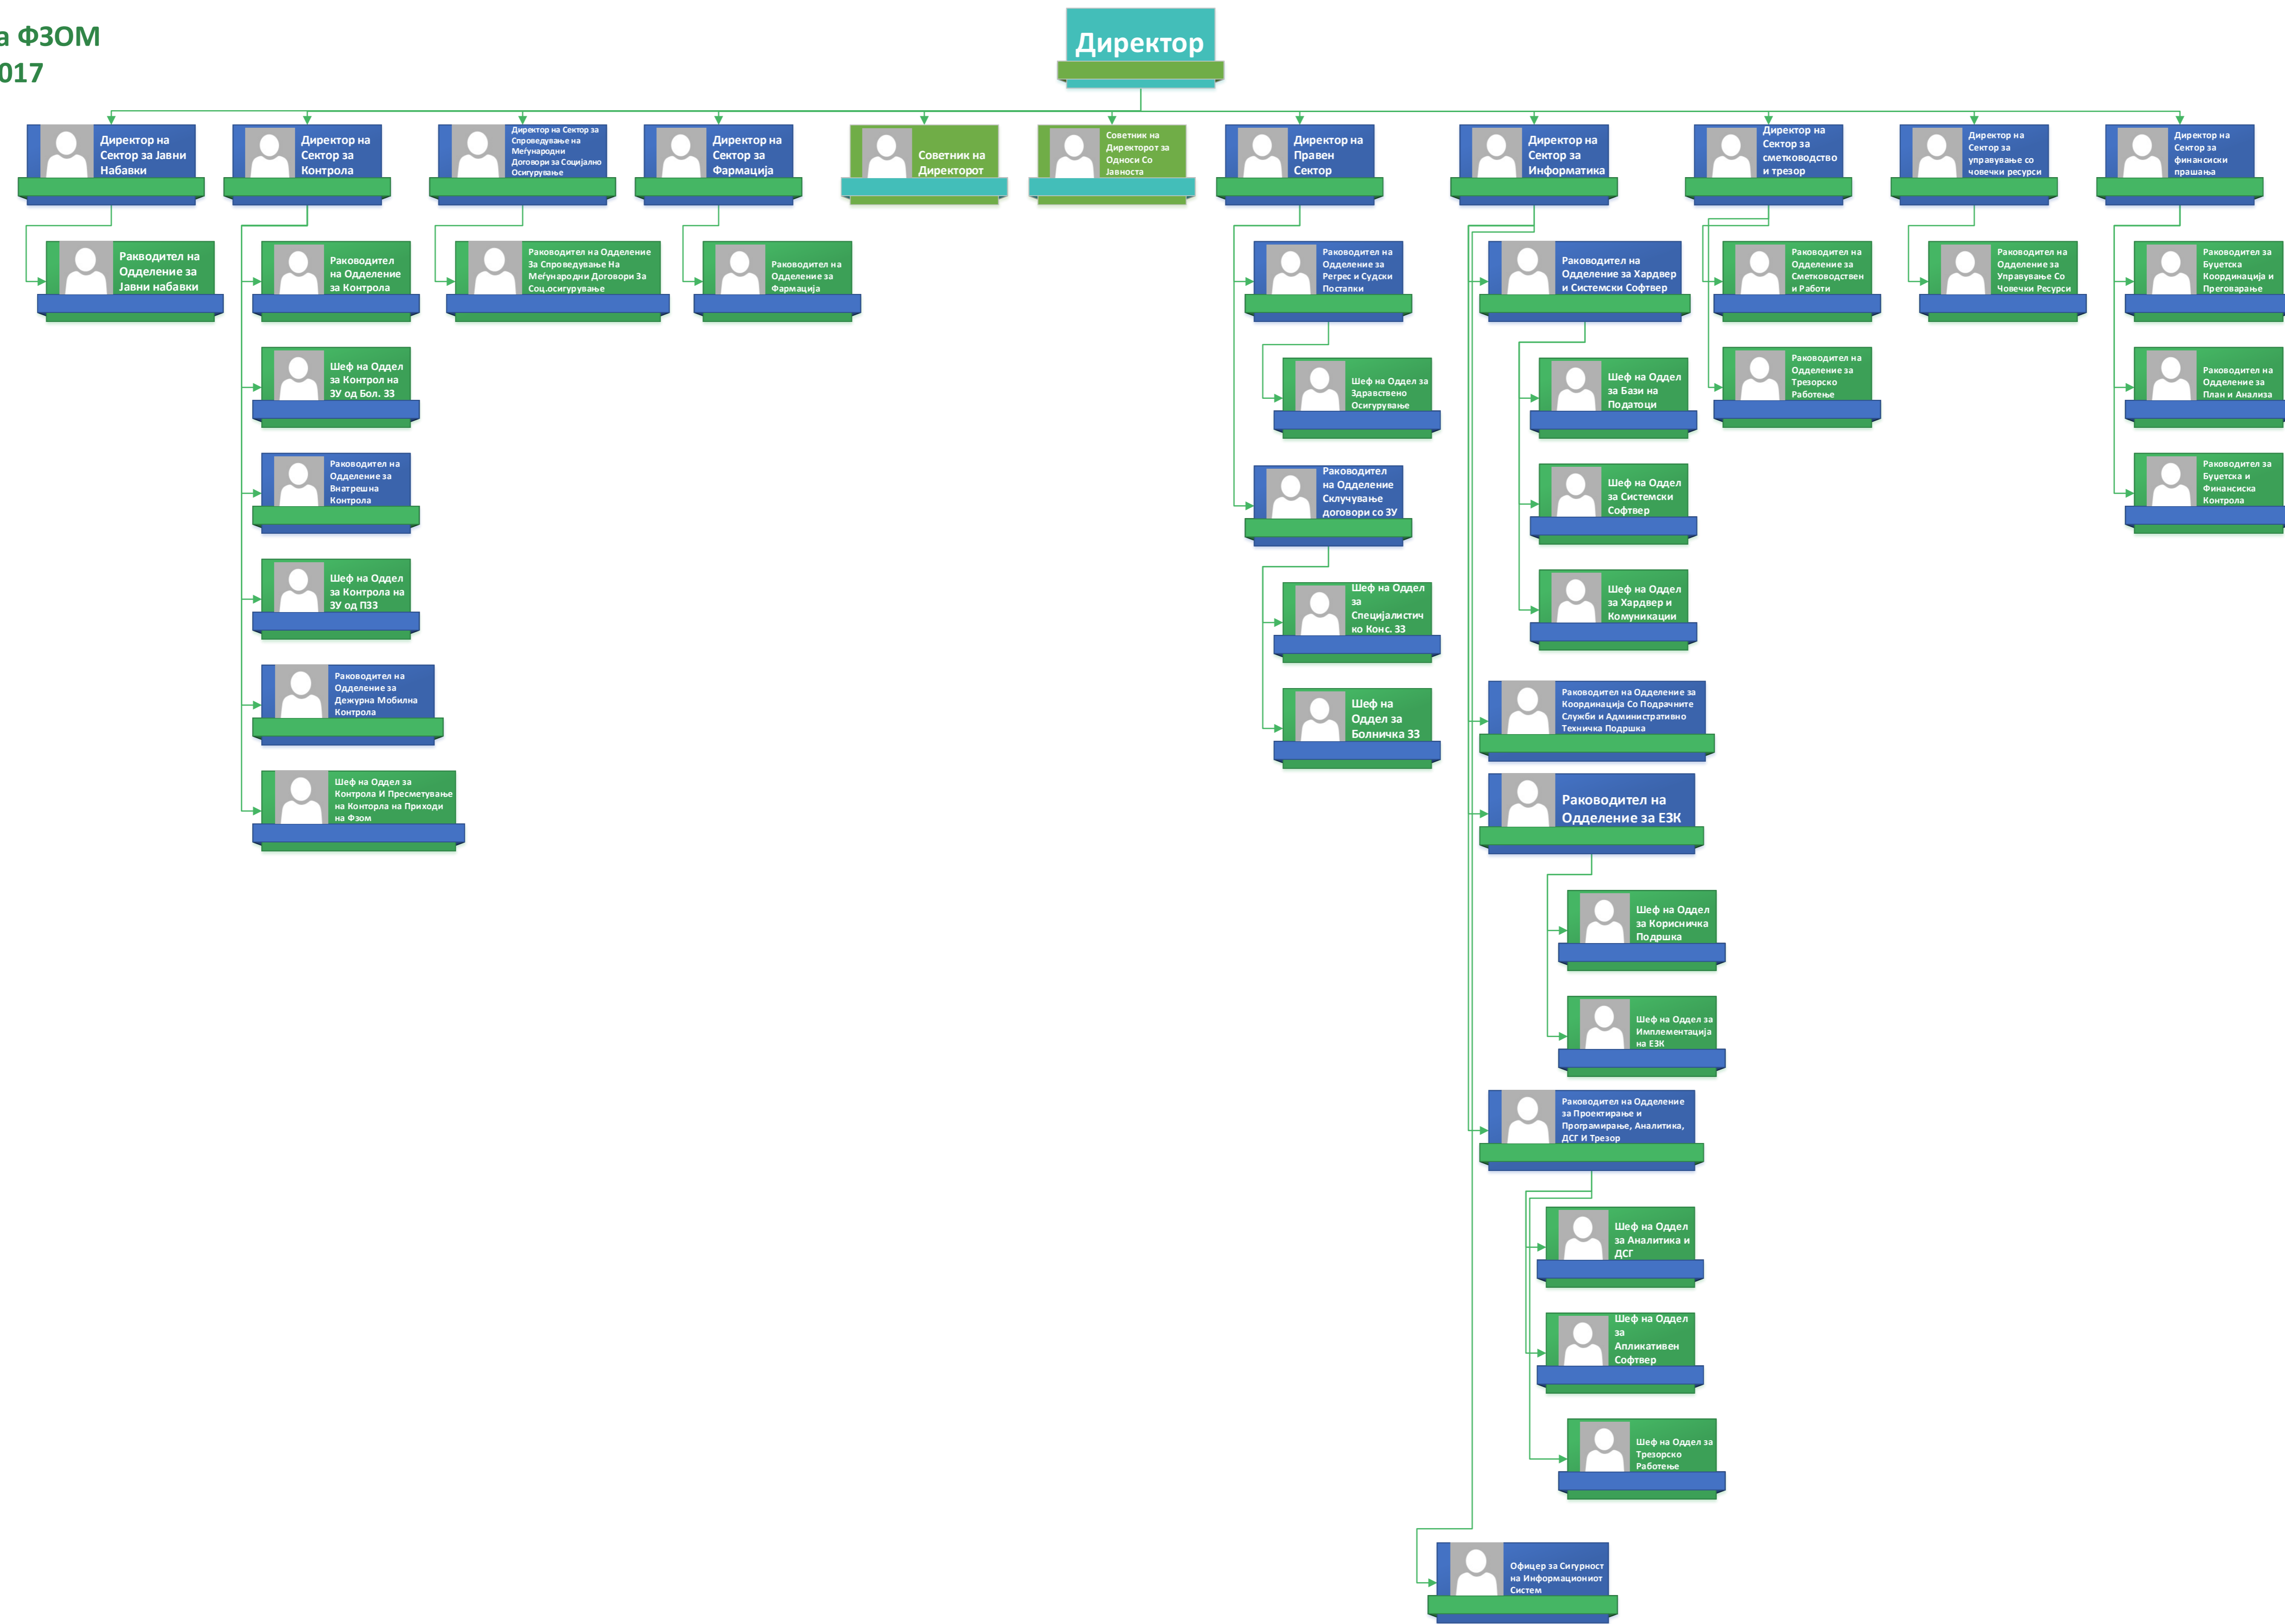 а ФЗОМ
017
Директор
Директор на
Сектор за Јавни
Набавки
Директор на
Сектор за
Контрола
Директор на Сектор за
Спроведување на
Меѓународни
Договори за Социјално
Осигурување
Директор на
Сектор за
Фармација
Советник на
Директорот
Советник на
Директорот за
Односи Со
Јавноста
Директор на
Правен
Сектор
Директор на
Сектор за
Информатика
Директор на
Сектор за
сметководство
и трезор
Директор на
Сектор за
управување со
човечки ресурси
Директор на
Сектор за
финансиски
прашања
Ракводител на
Одделение за
Јавни набавки
Раководител
на Одделение
за Контрола
Раководител на Одделение
За Спроведување На
Меѓународни Договори За
Соц.осигурување
Раководител на
Одделение за
Фармација
Раководител на
Одделение за
Регрес и Судски
Постапки
Раководител на
Одделение за Хардвер
и Системски Софтвер
Раководител на
Одделение за
Сметководствен
и Работи
Раководител на
Одделение за
Управување Со
Човечки Ресурси
Раководител за
Буџетска
Координација и
Преговарање
Шеф на Оддел
за Контрол на
ЗУ од Бол. ЗЗ
Шеф на Оддел за
Здравствено
Осигурување
Шеф на Оддел
за Бази на
Податоци
Раководител на
Одделение за
Трезорско
Работење
Раководител на
Одделение за
План и Анализа
Раководител на
Одделение за
Внатрешна
Контрола
Раководител
на Одделение
Склучување
договори со ЗУ
Шеф на Оддел
за Системски
Софтвер
Раководител за
Буџетска и
Финансиска
Контрола
Шеф на Оддел
за Контрола на
ЗУ од ПЗЗ
Шеф на Оддел
за
Специјалистич
ко Конс. ЗЗ
Шеф на Оддел
за Хардвер и
Комуникации
Раководител на
Одделение за
Дежурна Мобилна
Контрола
Шеф на
Оддел за
Болничка ЗЗ
Раководител на Одделение за
Координација Со Подрачните
Служби и Административно
Техничка Подршка
Шеф на Оддел за
Контрола И Пресметување
на Конторла на Приходи
на Фзом
Раководител на
Одделение за ЕЗК
Шеф на Оддел
за Корисничка
Подршка
Шеф на Оддел за
Имплементација
на ЕЗК
Раководител на Одделение
за Проектирање и
Програмирање, Аналитика,
ДСГ И Трезор
Шеф на Оддел
за Аналитика и
ДСГ
Шеф на Оддел
за
Апликативен
Софтвер
Шеф на Оддел за
Трезорско
Работење
Офицер за Сигурност
на Информациониот
Систем